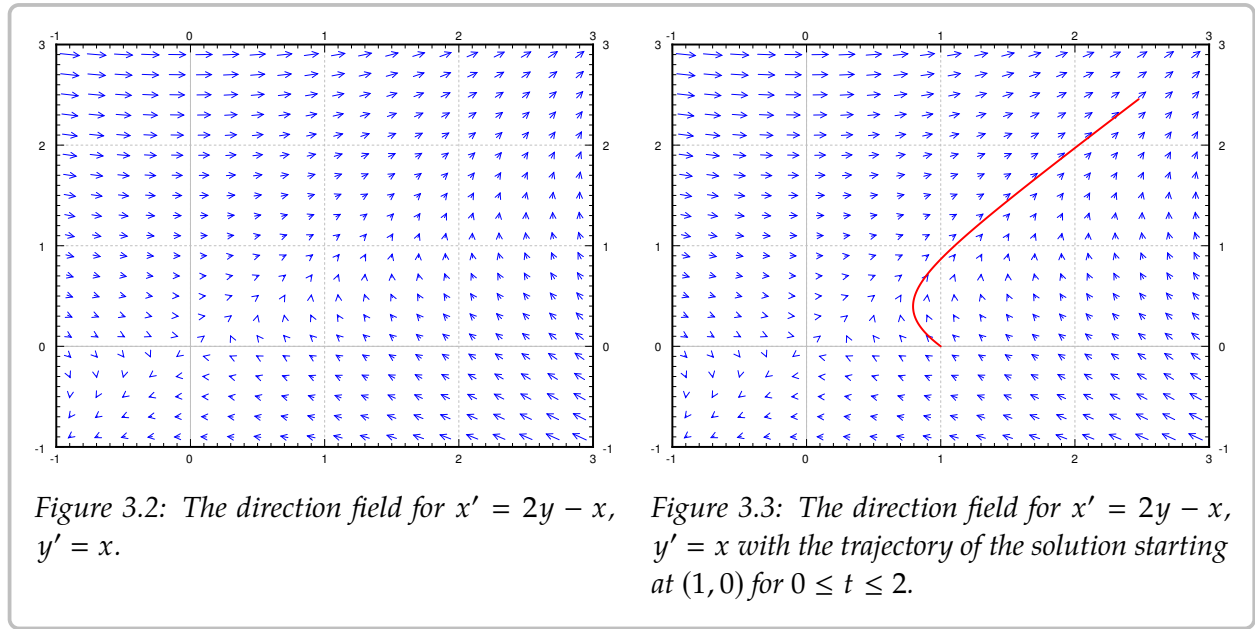 -1 0 1 2 3
3 3
2 2
1 1
0 0
-1 -1
-1 0 1 2 3
-1 0 1 2 3
3 3
2 2
1 1
0 0
-1 -1
-1 0 1 2 3
Figure 3.2: The direction field for x′ = 2y − x,
y′ = x.
Figure 3.3: The direction field for x′ = 2y − x,
y′ = x with the trajectory of the solution starting
at (1, 0) for 0 ≤ t ≤ 2.